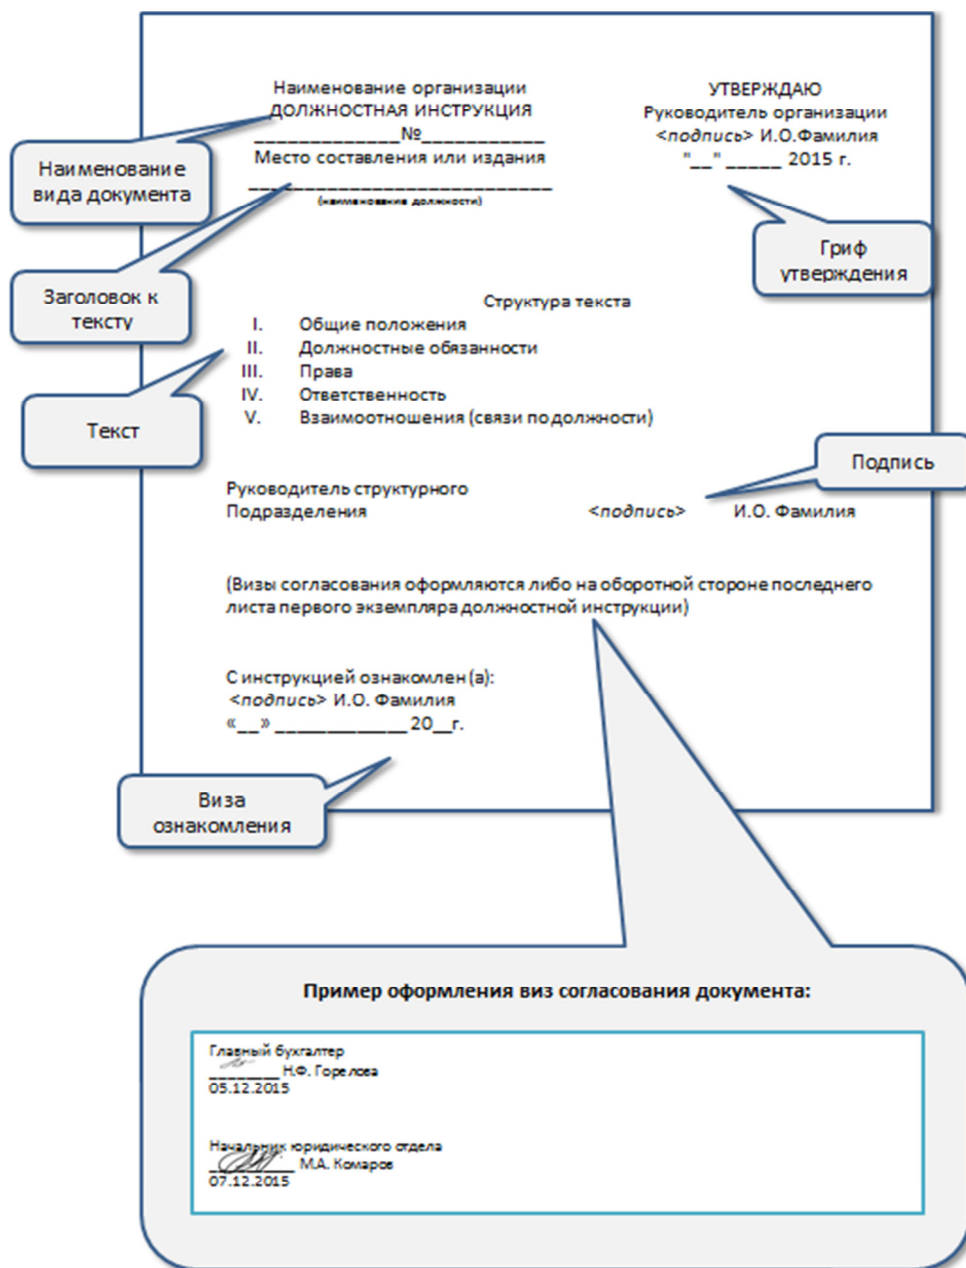 Наименование организации
ДОЛЖНОСТНАЯ ИНСТРУКЦИЯ
_____________№___________
Место составления или издания
____________________________
(наименование должности)
УТВЕРЖДАЮ
Руководитель организации
<подпись> И.О.Фамилия
"__" _____ 2015 г.
Наименование
вида документа
Гриф
утверждения
Заголовок к
тексту
Структура текста
I. Общие положения
II. Должностные обязанности
III. Права
IV. Ответственность
V. Взаимоотношения (связи по должности)
Текст
Подпись
Руководитель структурного
Подразделения <подпись> И.О. Фамилия
(Визы согласования оформляются либо на оборотной стороне последнего
листа первого экземпляра должностной инструкции)
С инструкцией ознакомлен (а):
<подпись> И.О. Фамилия
«__» _____________ 20__г.
Виза
ознакомления
Пример оформления виз согласования документа:
Главный бухгалтер
________ Н.Ф. Горелова
05.12.2015
Начальник юридического отдела
__________ М.А. Комаров
07.12.2015